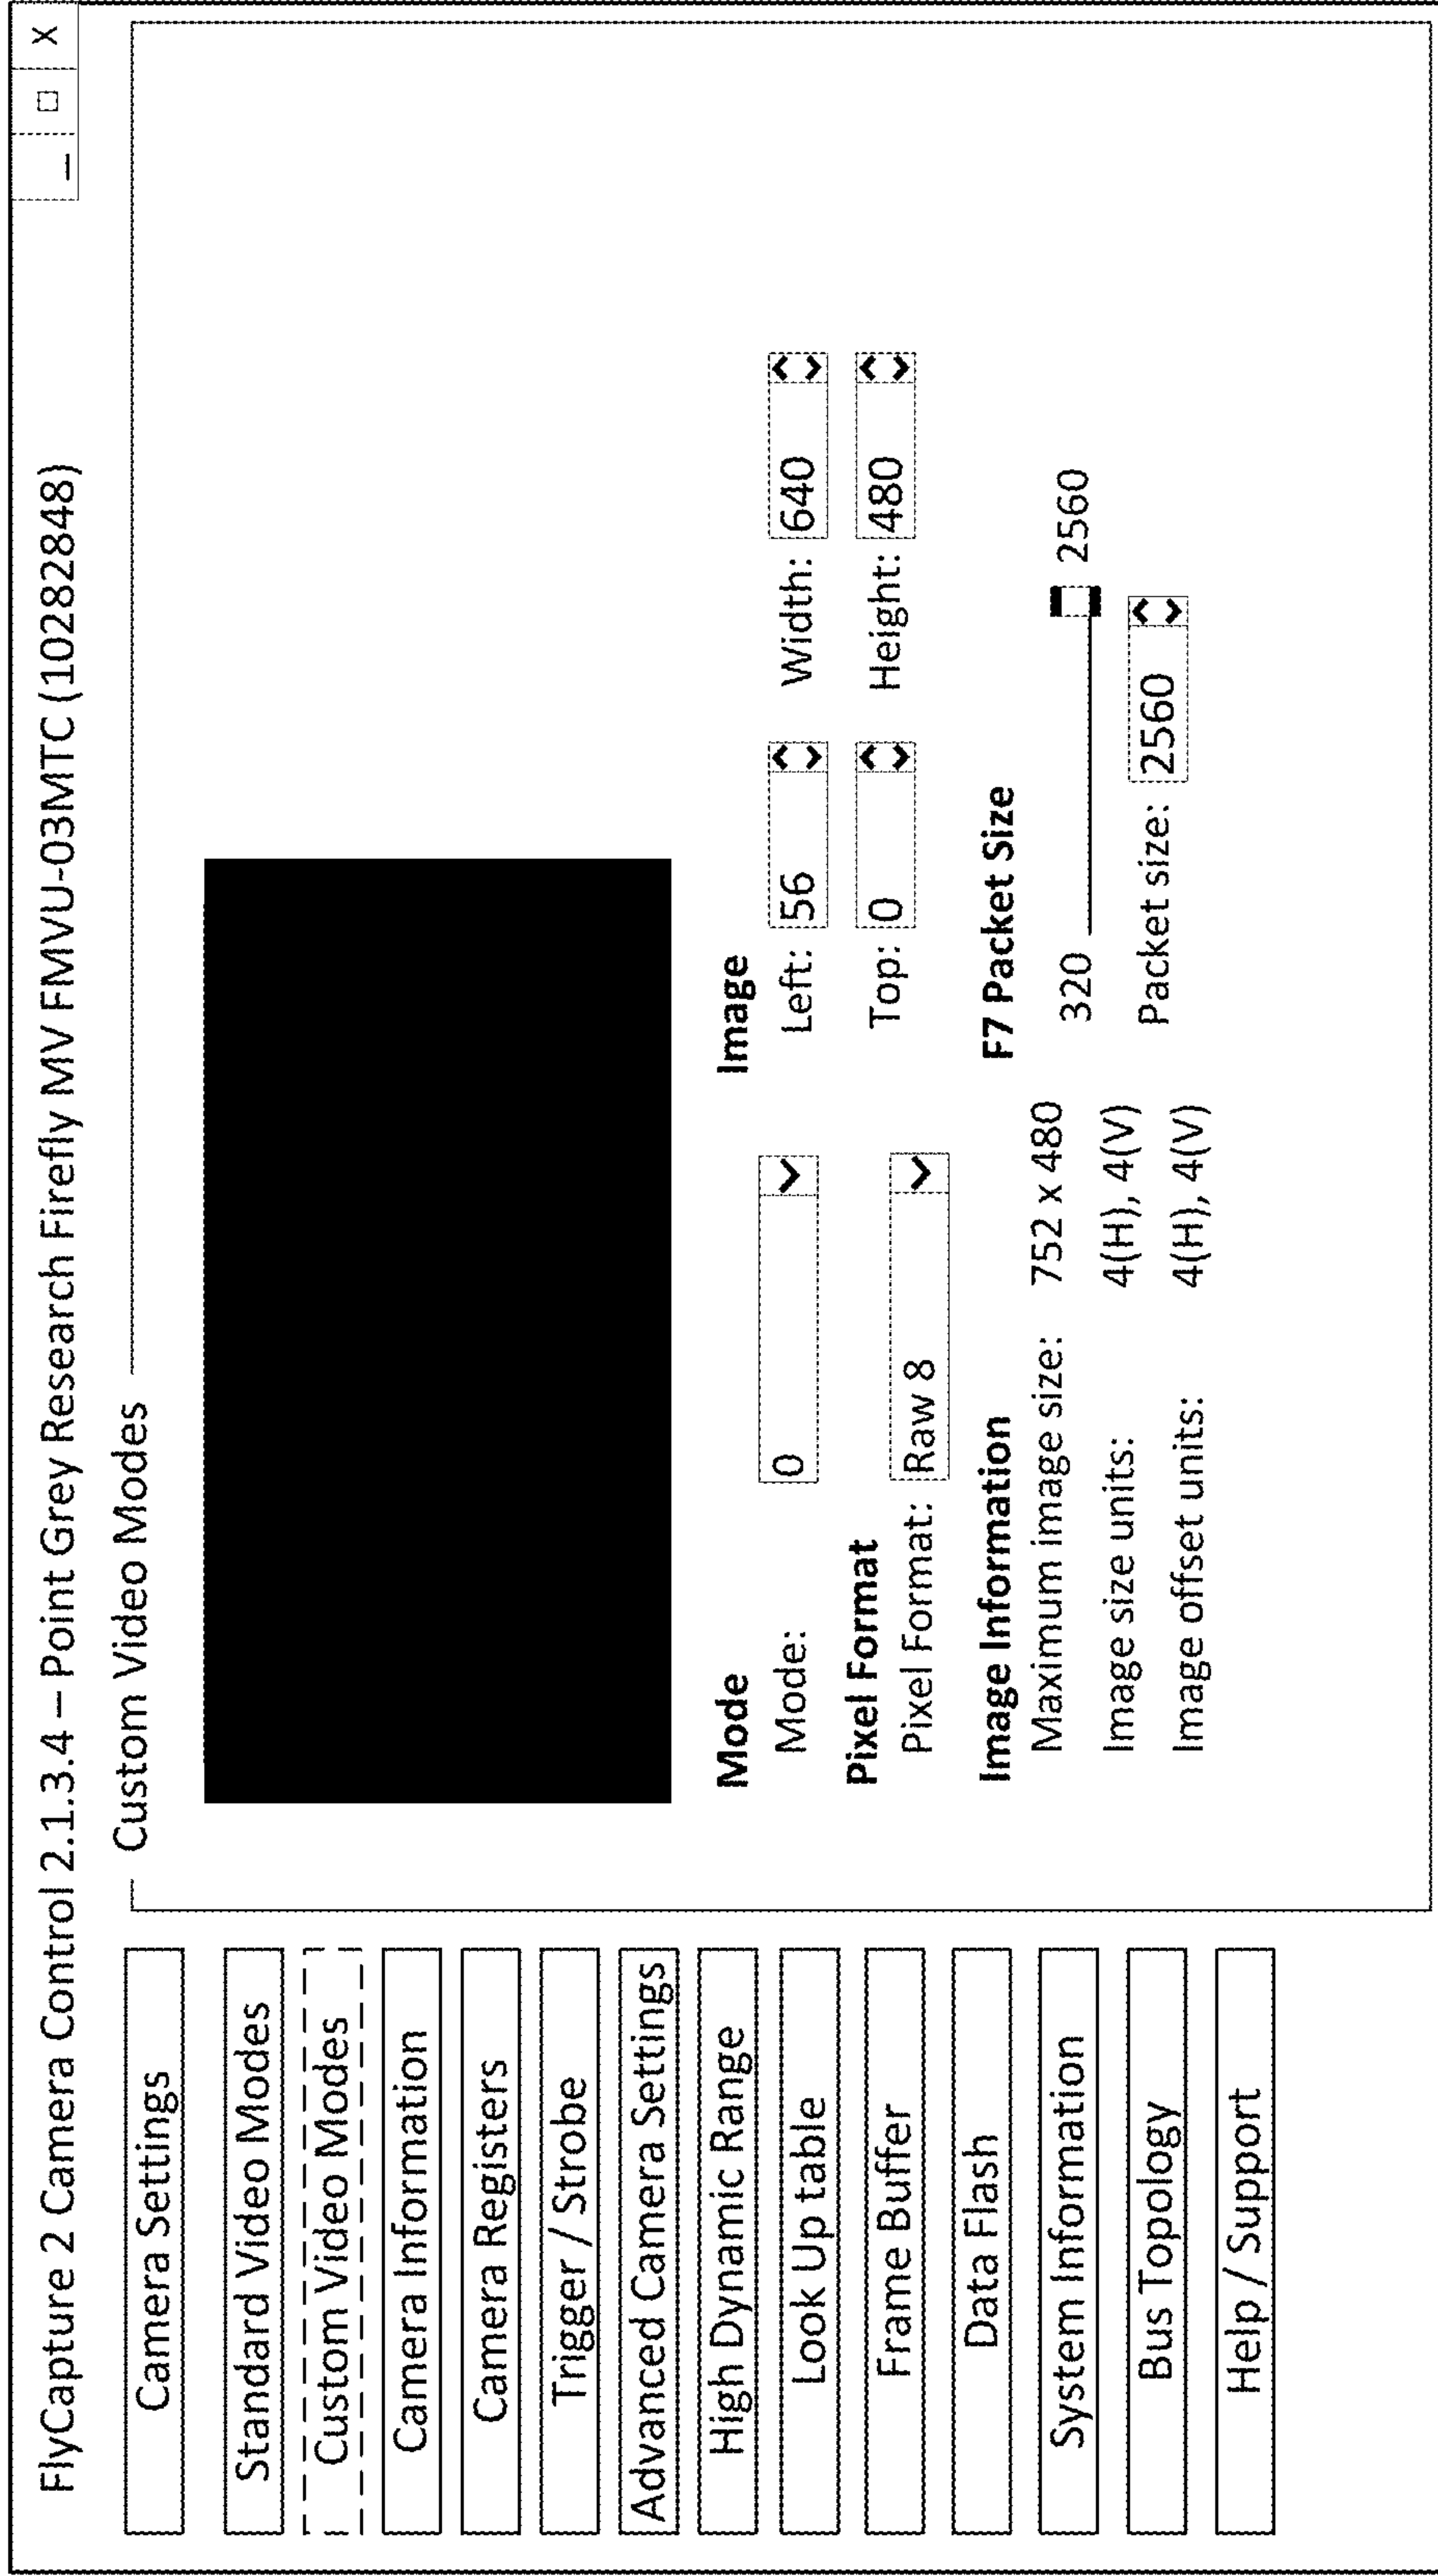 FlyCapture 2 Camera Control 2.1.3.4 – Point Grey Research Firefly MV FMVU-03MTC (10282848)
_ □ X
Camera Settings
Standard Video Modes
Custom Video Modes
Camera Information
Camera Registers
Trigger / Strobe
Advanced Camera Settings
High Dynamic Range
Look Up table
Frame Buffer
Data Flash
System Information
Bus Topology
Help / Support
Custom Video Modes
Mode
Mode: 0
Pixel Format
Pixel Format: Raw 8
Image Information
Maximum image size: 752 x 480
Image size units: 4(H), 4(V)
Image offset units: 4(H), 4(V)
Image
Left: 56 Width: 640
Top: 0 Height: 480
F7 Packet Size
320 2560
Packet size: 2560